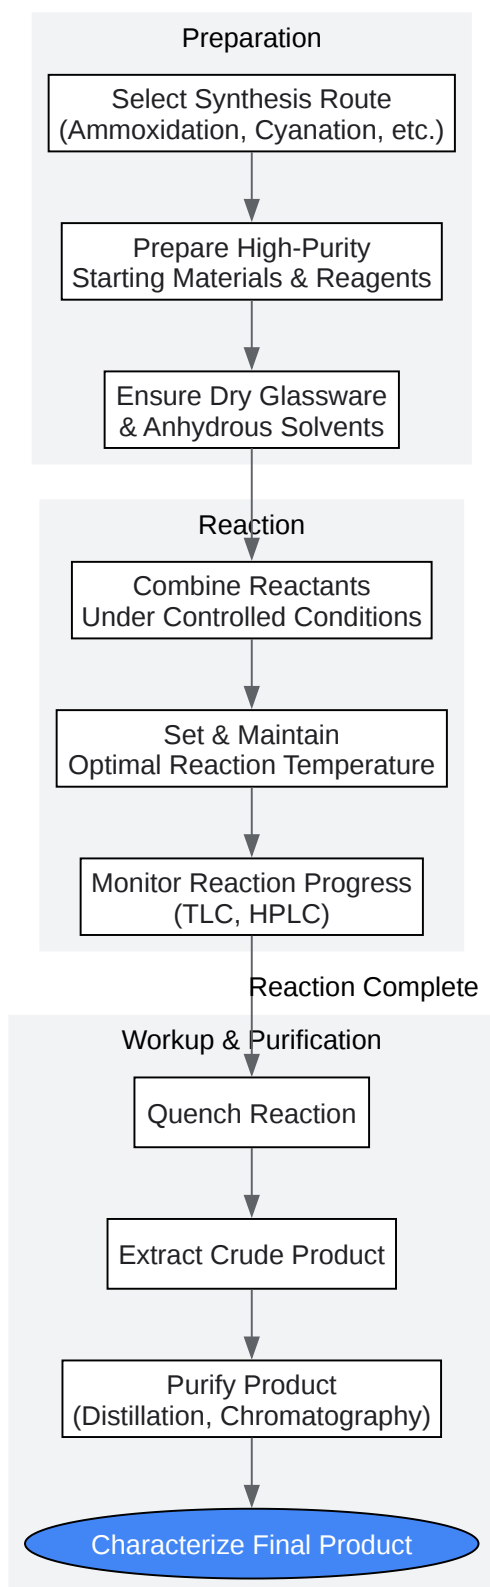 Preparation
Select Synthesis Route
(Ammoxidation, Cyanation, etc.)
Prepare High-Purity
Starting Materials & Reagents
Ensure Dry Glassware
& Anhydrous Solvents
Reaction
Combine Reactants
Under Controlled Conditions
Set & Maintain
Optimal Reaction Temperature
Monitor Reaction Progress
(TLC, HPLC)
Reaction Complete
Workup & Purification
Quench Reaction
Extract Crude Product
Purify Product
(Distillation, Chromatography)
Characterize Final Product